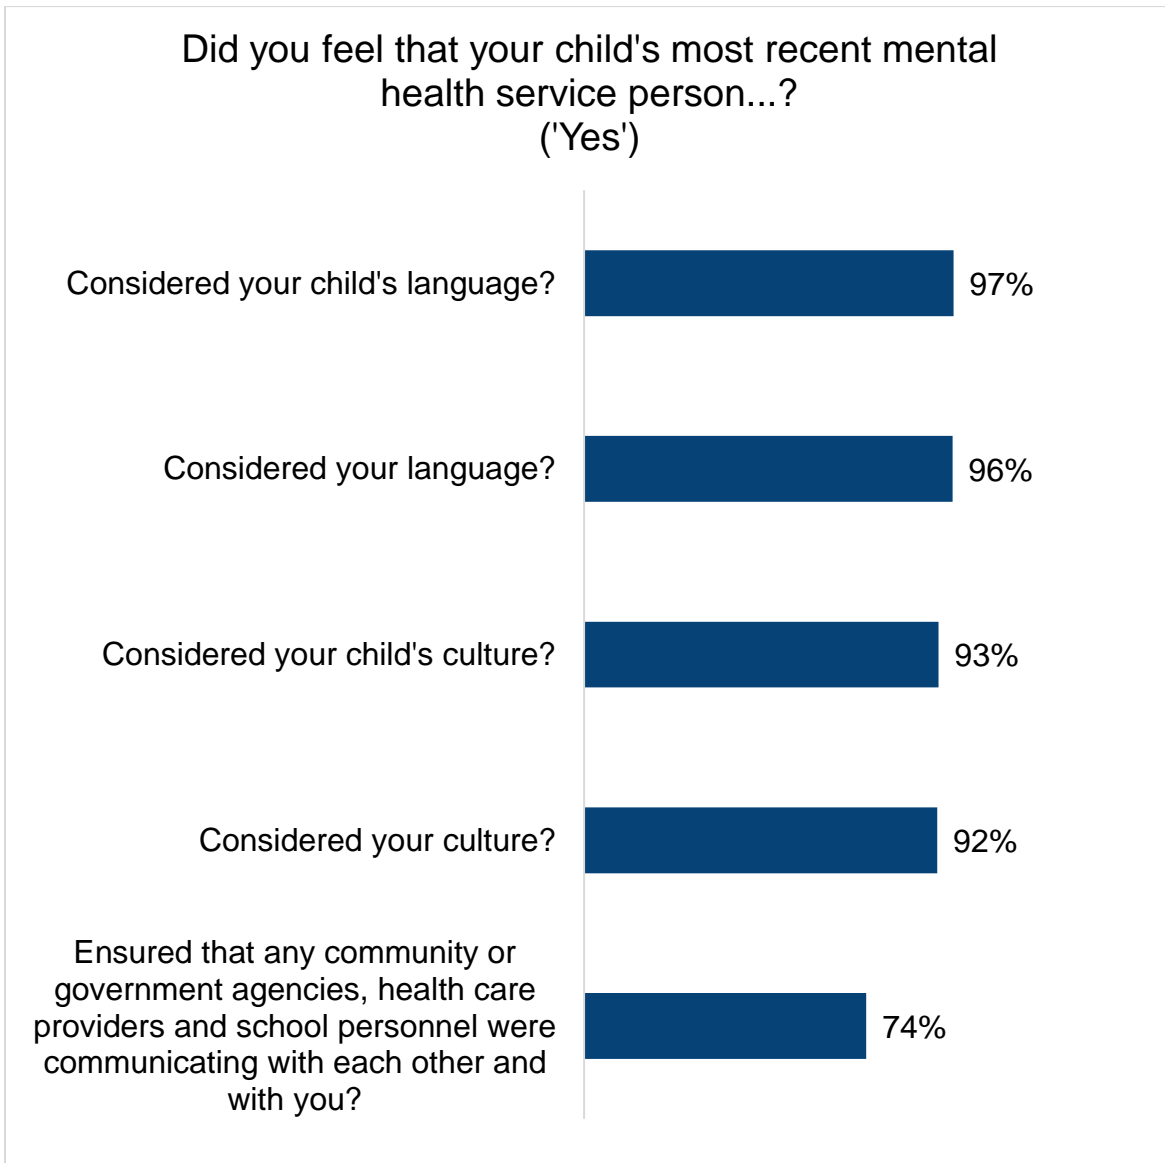 Did you feel that your child's most recent mental
health service person...?
('Yes')
Considered your child's language?
97%
Considered your language?
96%
Considered your child's culture?
93%
Considered your culture?
92%
Ensured that any community or
government agencies, health care
providers and school personnel were
communicating with each other and
with you?
74%